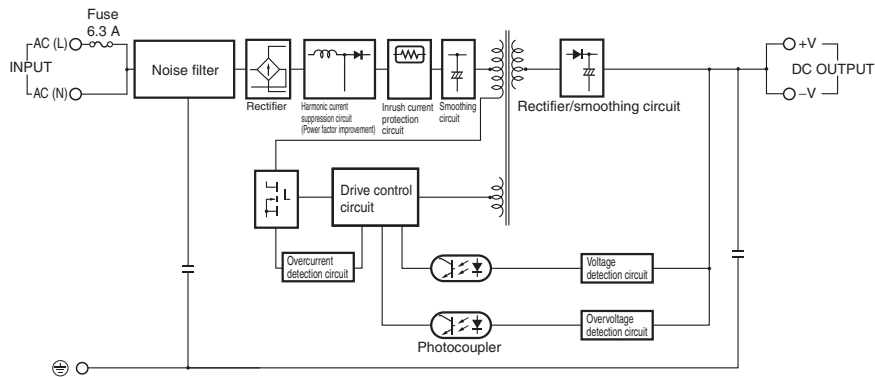 Fuse
6.3 A
AC (L)
INPUT
AC (N)
Noise filter
Rectifier
Harmonic current
suppression circuit
(Power factor improvement)
Inrush current
protection
circuit
Smoothing
circuit
Rectifier/smoothing circuit
+V
DC OUTPUT
–V
Drive control
circuit
Overcurrent
detection circuit
Voltage
detection circuit
Overvoltage
detection circuit
Photocoupler